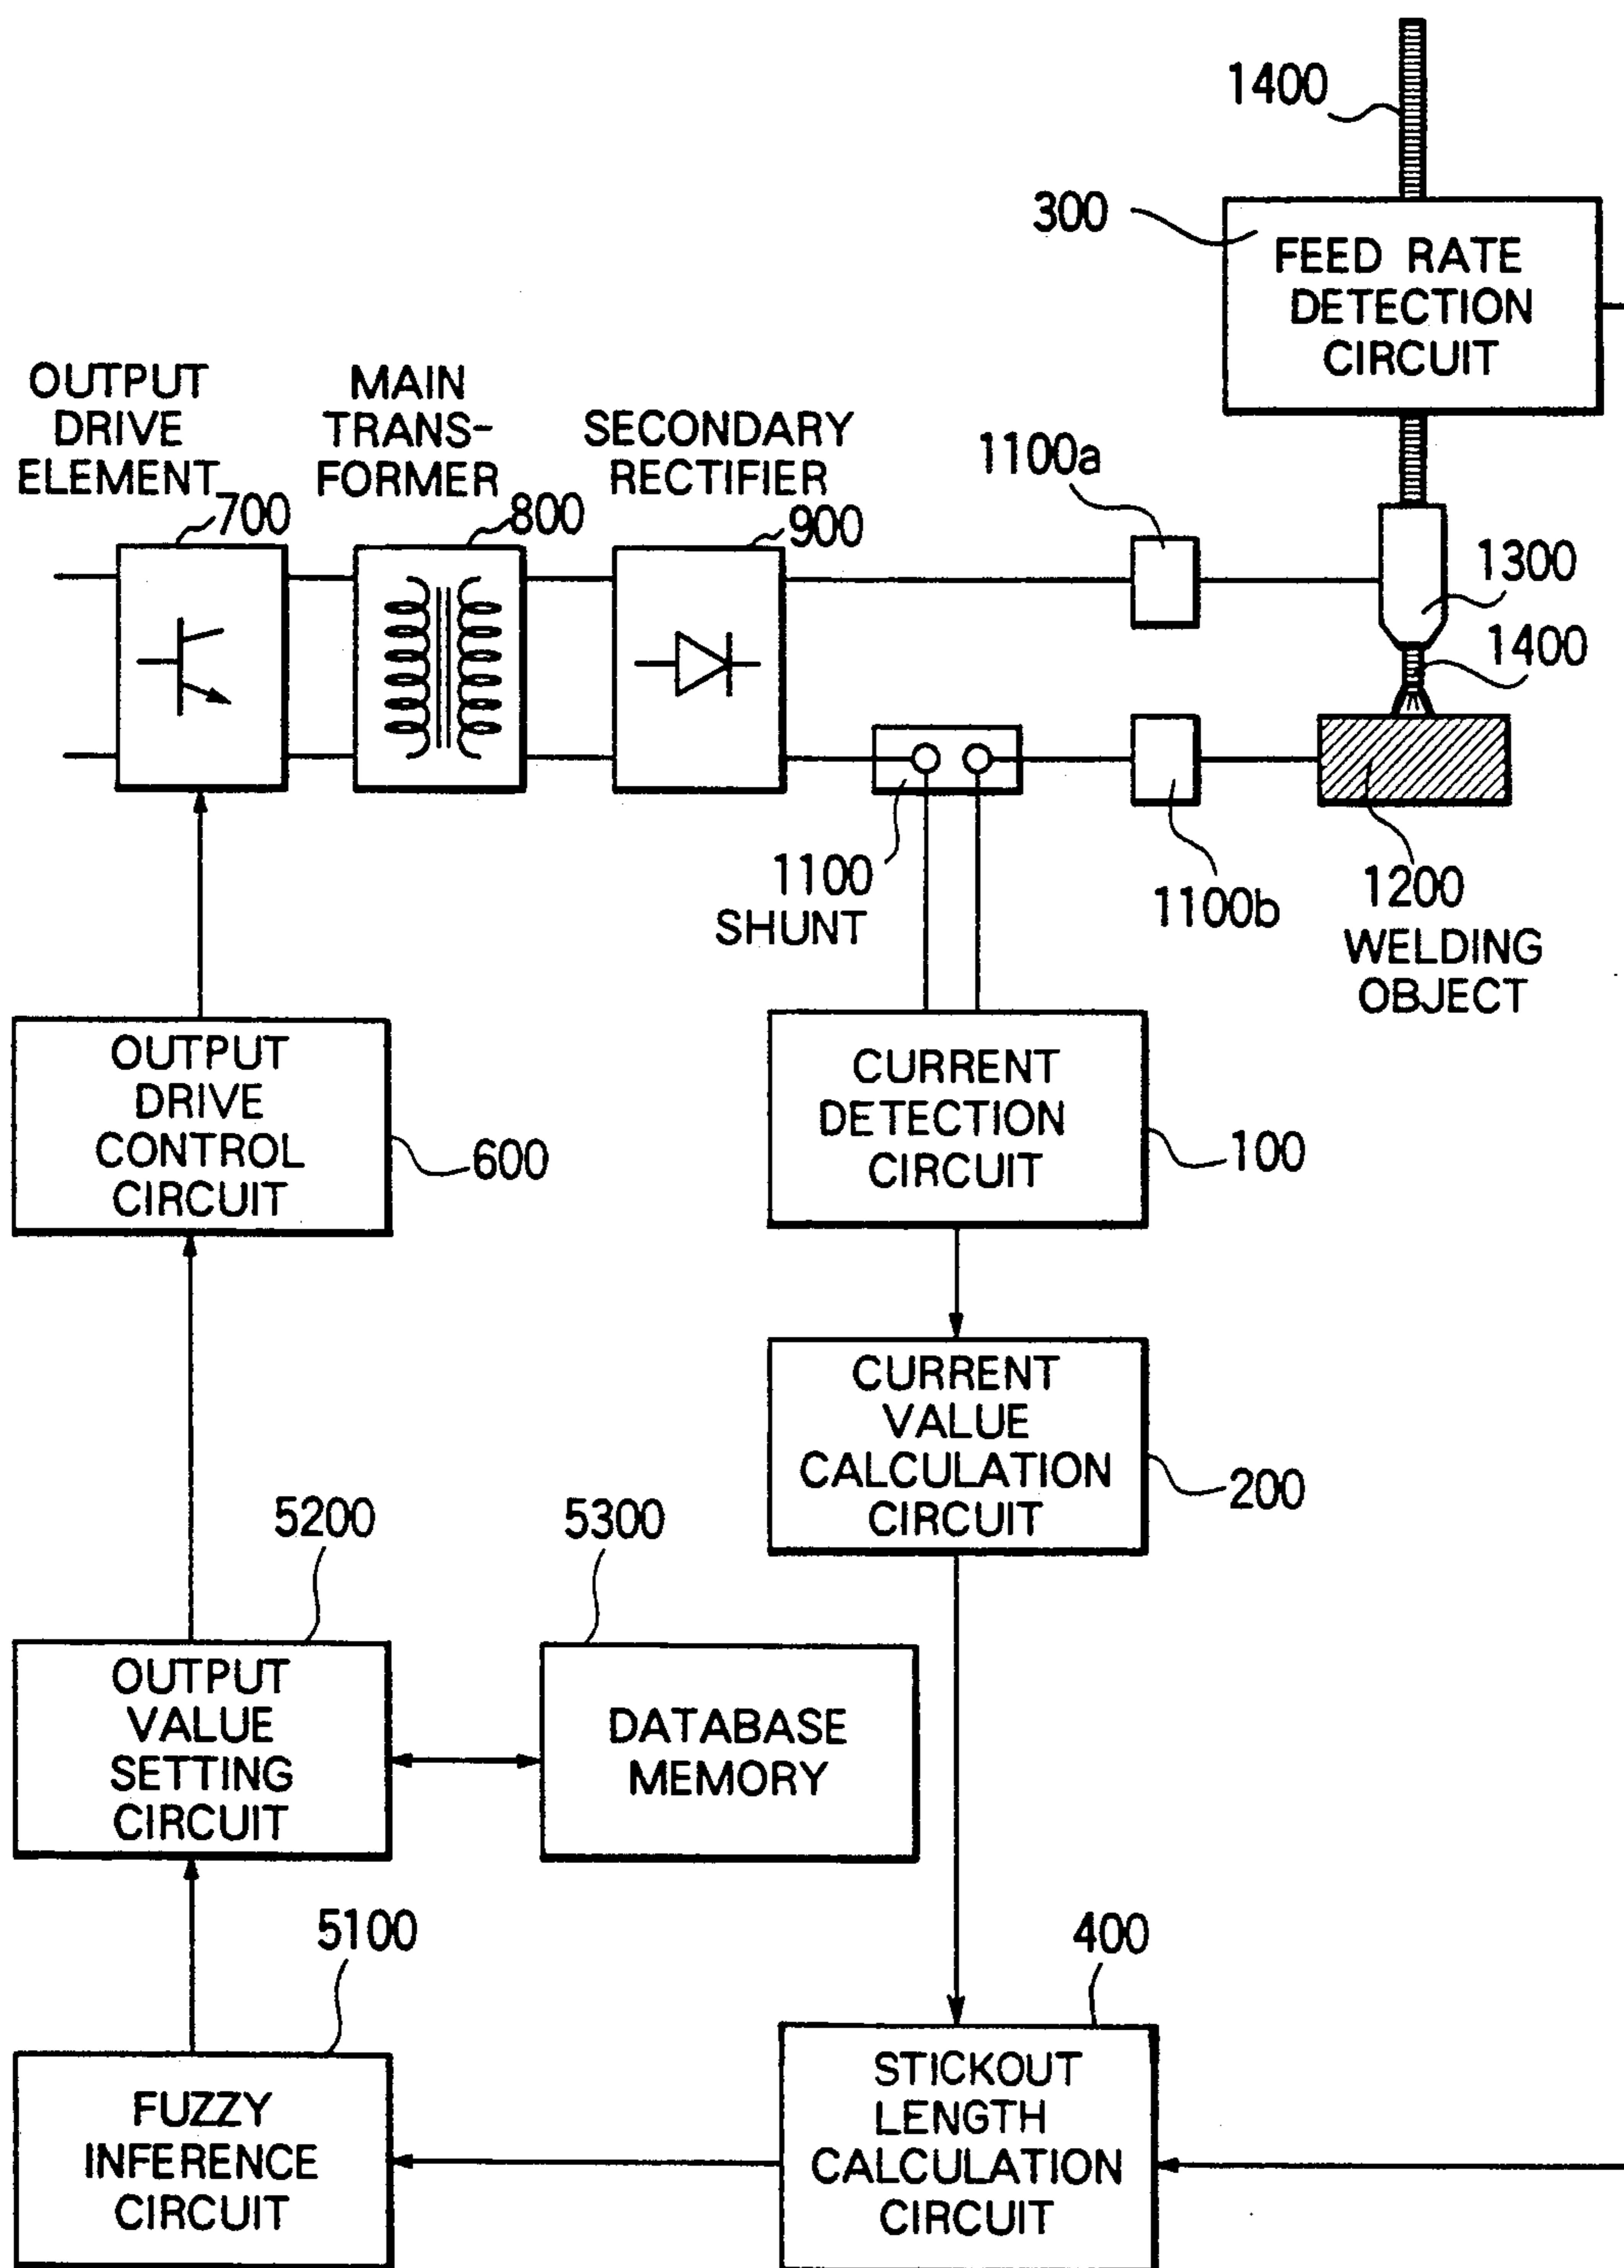 1400
300
FEED RATE
DETECTION
CIRCUIT
OUTPUT
DRIVE
ELEMENT
700
MAIN
TRANS-
FORMER
800
SECONDARY
RECTIFIER
900
1100a
1300
1400
1100
SHUNT
1100b
1200
WELDING
OBJECT
OUTPUT
DRIVE
CONTROL
CIRCUIT
600
CURRENT
DETECTION
CIRCUIT
100
CURRENT
VALUE
CALCULATION
CIRCUIT
200
5200
OUTPUT
VALUE
SETTING
CIRCUIT
5300
DATABASE
MEMORY
5100
FUZZY
INFERENCE
CIRCUIT
400
STICKOUT
LENGTH
CALCULATION
CIRCUIT